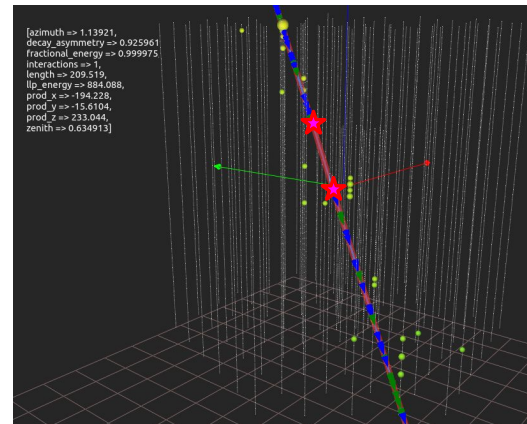 [azimuth => 1.13921,
decay_asymmetry => 0.925961
fractional_energy => 0.999975
interactions => 1,
length => 209.519,
llp_energy => 884.088,
prod_x => -194.228,
prod_y => -15.6104,
prod_z => 233.044,
zenith => 0.634913]